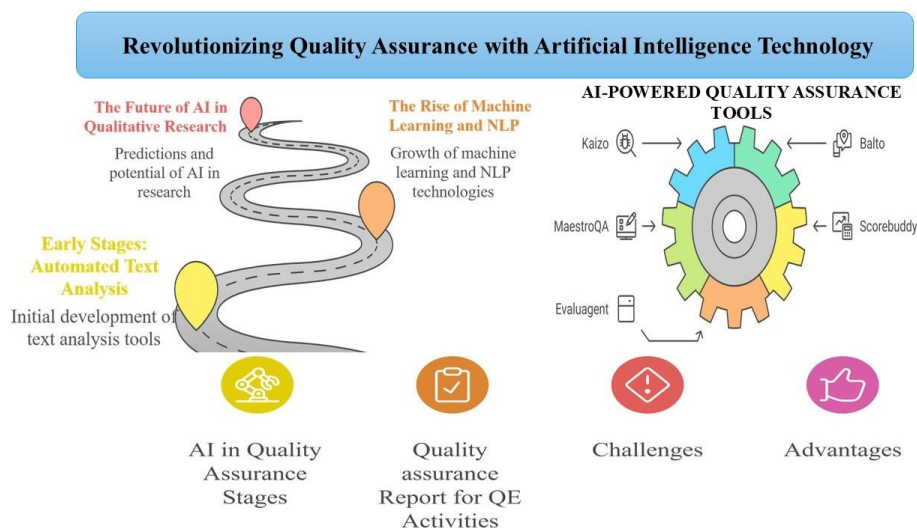 Revolutionizing Quality Assurance with Artificial Intelligence Technology
The Future of AI in
Qualitative Research
Predictions and
potential of AI in
research
The Rise of Machine
Learning and NLP
Growth of machine
learning and NLP
technologies
Early Stages:
Automated Text
Analysis
Initial development of
text analysis tools
AI-POWERED QUALITY ASSURANCE
TOOLS
Kaizo
Balto
MaestroQA
Scorebuddy
Evaluagent
AI in Quality
Assurance
Stages
Quality
assurance
Report for QE
Activities
Challenges
Advantages